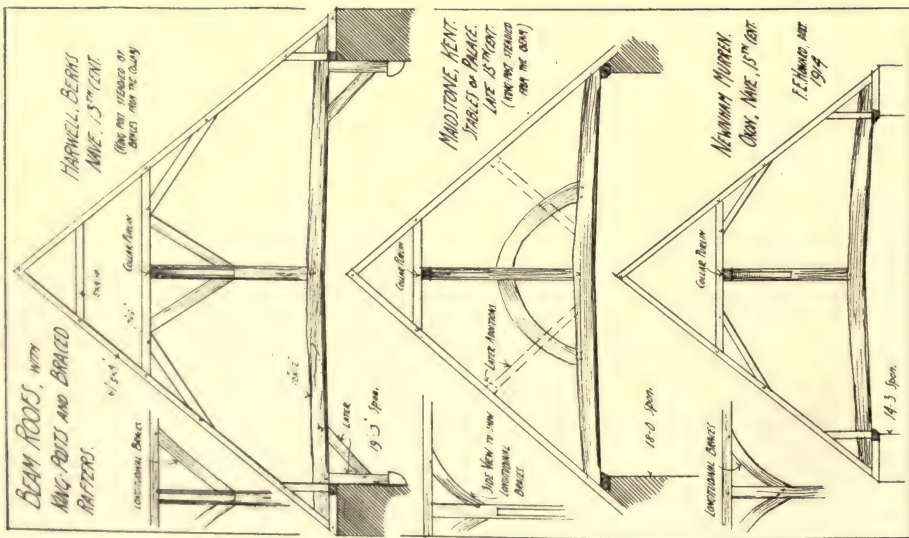 BEAM ROOFS, WITH
KING-POSTS AND BRACED
RAFTERS.
HARWELL, BERKS
NAVE, 13TH CENT.
(KING POST STENDED BY
BRACES FROM THE COLLAR)
COLLAR PURLIN
LONGITUDINAL BRACES
LATER
19'.3" Span.
MAIDSTONE, KENT.
STABLES OF PALACE.
LATE 15TH CENT.
(KING POST STENDED
FROM THE BEAM)
COLLAR PURLIN
LATER ADDITIONS
SIDE VIEW TO SHOW
LONGITUDINAL
BRACES
18-0 Span.
NEWNHAM MURREN.
OXON. NAVE, 15TH CENT.
F.E. HOWARD, DEL
1914
COLLAR PURLIN
LONGITUDINAL BRACES
14-3 Span.